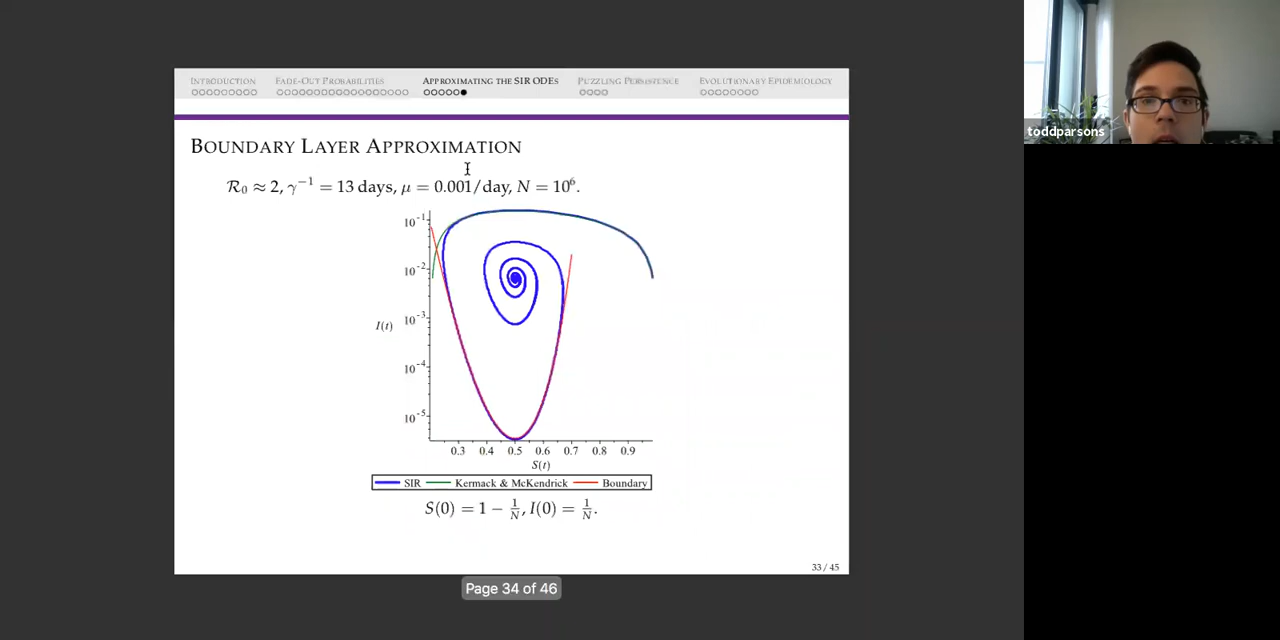 INTRODUCTION FADE-OUT PROBABILITIES APPROXIMATING THE SIR ODES PUZZLING PERSISTENCE EVOLUTIONARY EPIDEMIOLOGY
BOUNDARY LAYER APPROXIMATION
R₀ ≈ 2, γ⁻¹ = 13 days, μ = 0.001/day, N = 10⁶.
10⁻¹
10⁻²
10⁻³
I(t)
10⁻⁴
10⁻⁵
0.3 0.4 0.5 0.6 0.7 0.8 0.9
S(t)
SIR Kermack & McKendrick Boundary
S(0) = 1 − 1/N, I(0) = 1/N.
33 / 45
Page 34 of 46
toddparsons